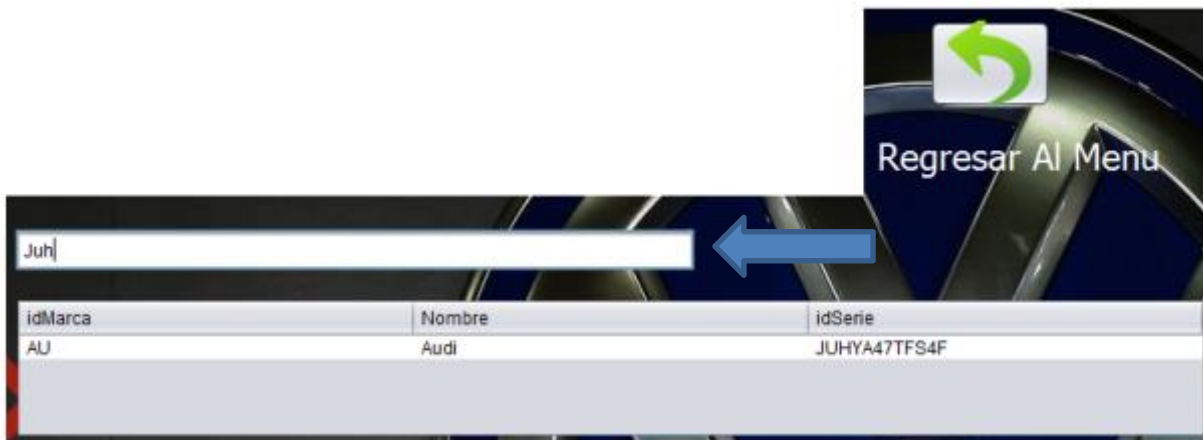 Regresar Al Menu
Juh
idMarca Nombre idSerie
AU Audi JUHYA47TFS4F